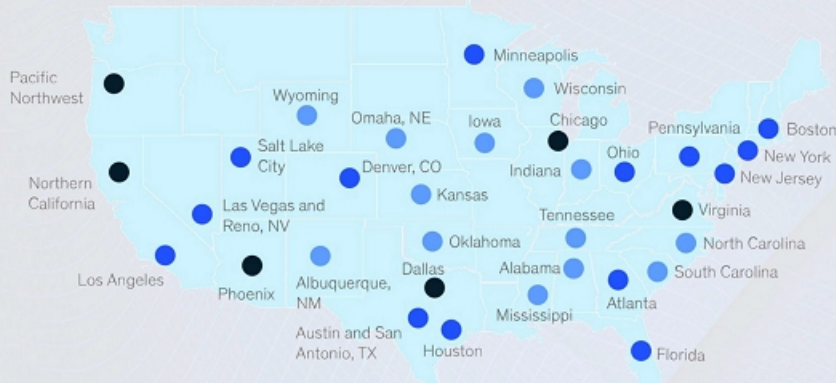 Minneapolis
Pacific
Northwest
Wyoming
Wisconsin
Omaha, NE
Iowa
Chicago
Pennsylvania
Boston
Salt Lake
City
Denver, CO
Indiana
Ohio
New York
New Jersey
Northern
California
Las Vegas and
Reno, NV
Kansas
Virginia
Tennessee
Oklahoma
North Carolina
Los Angeles
Phoenix
Albuquerque,
NM
Dallas
Alabama
South Carolina
Mississippi
Atlanta
Austin and San
Antonio, TX
Houston
Florida